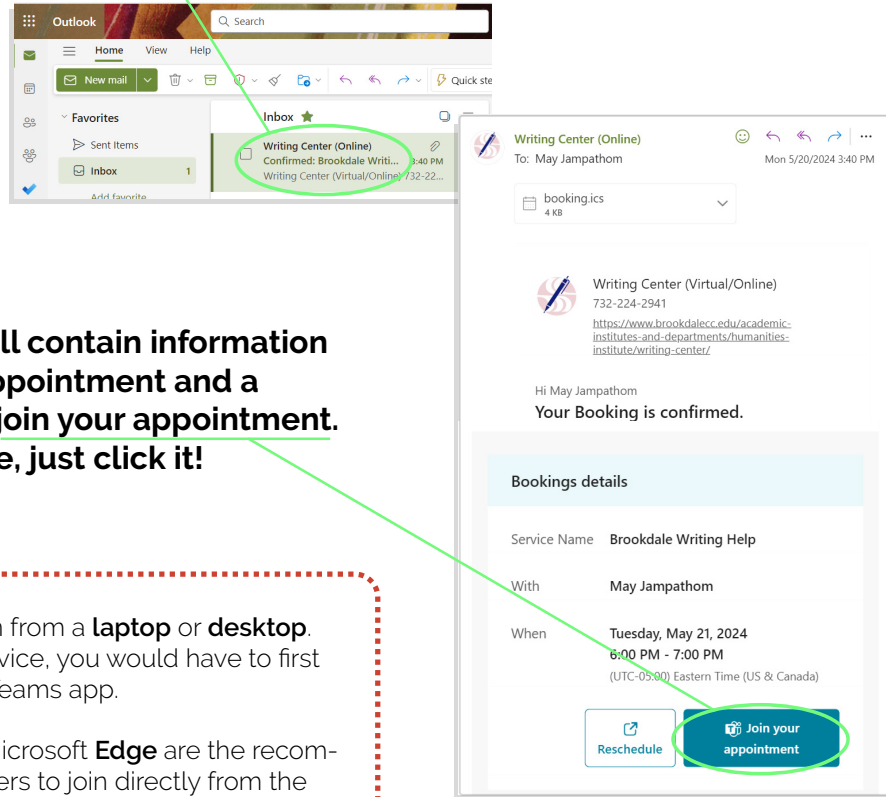 Outlook
Search
Home View Help
New mail
Quick ste
Favorites
Sent Items
Inbox 1
Add favorite
Inbox
Writing Center (Online)
Confirmed: Brookdale Writi... 3:40 PM
Writing Center (Virtual/Online) 732-22...
ll contain information
ppointment and a
join your appointment.
e, just click it!
n from a laptop or desktop.
vice, you would have to first
eams app.
icrosoft Edge are the recom-
ers to join directly from the
Writing Center (Online)
To: May Jampathom
Mon 5/20/2024 3:40 PM
booking.ics
4 KB
Writing Center (Virtual/Online)
732-224-2941
https://www.brookdalecc.edu/academic-
institutes-and-departments/humanities-
institute/writing-center/
Hi May Jampathom
Your Booking is confirmed.
Bookings details
Service Name Brookdale Writing Help
With May Jampathom
When Tuesday, May 21, 2024
6:00 PM - 7:00 PM
(UTC-05:00) Eastern Time (US & Canada)
Reschedule
Join your
appointment